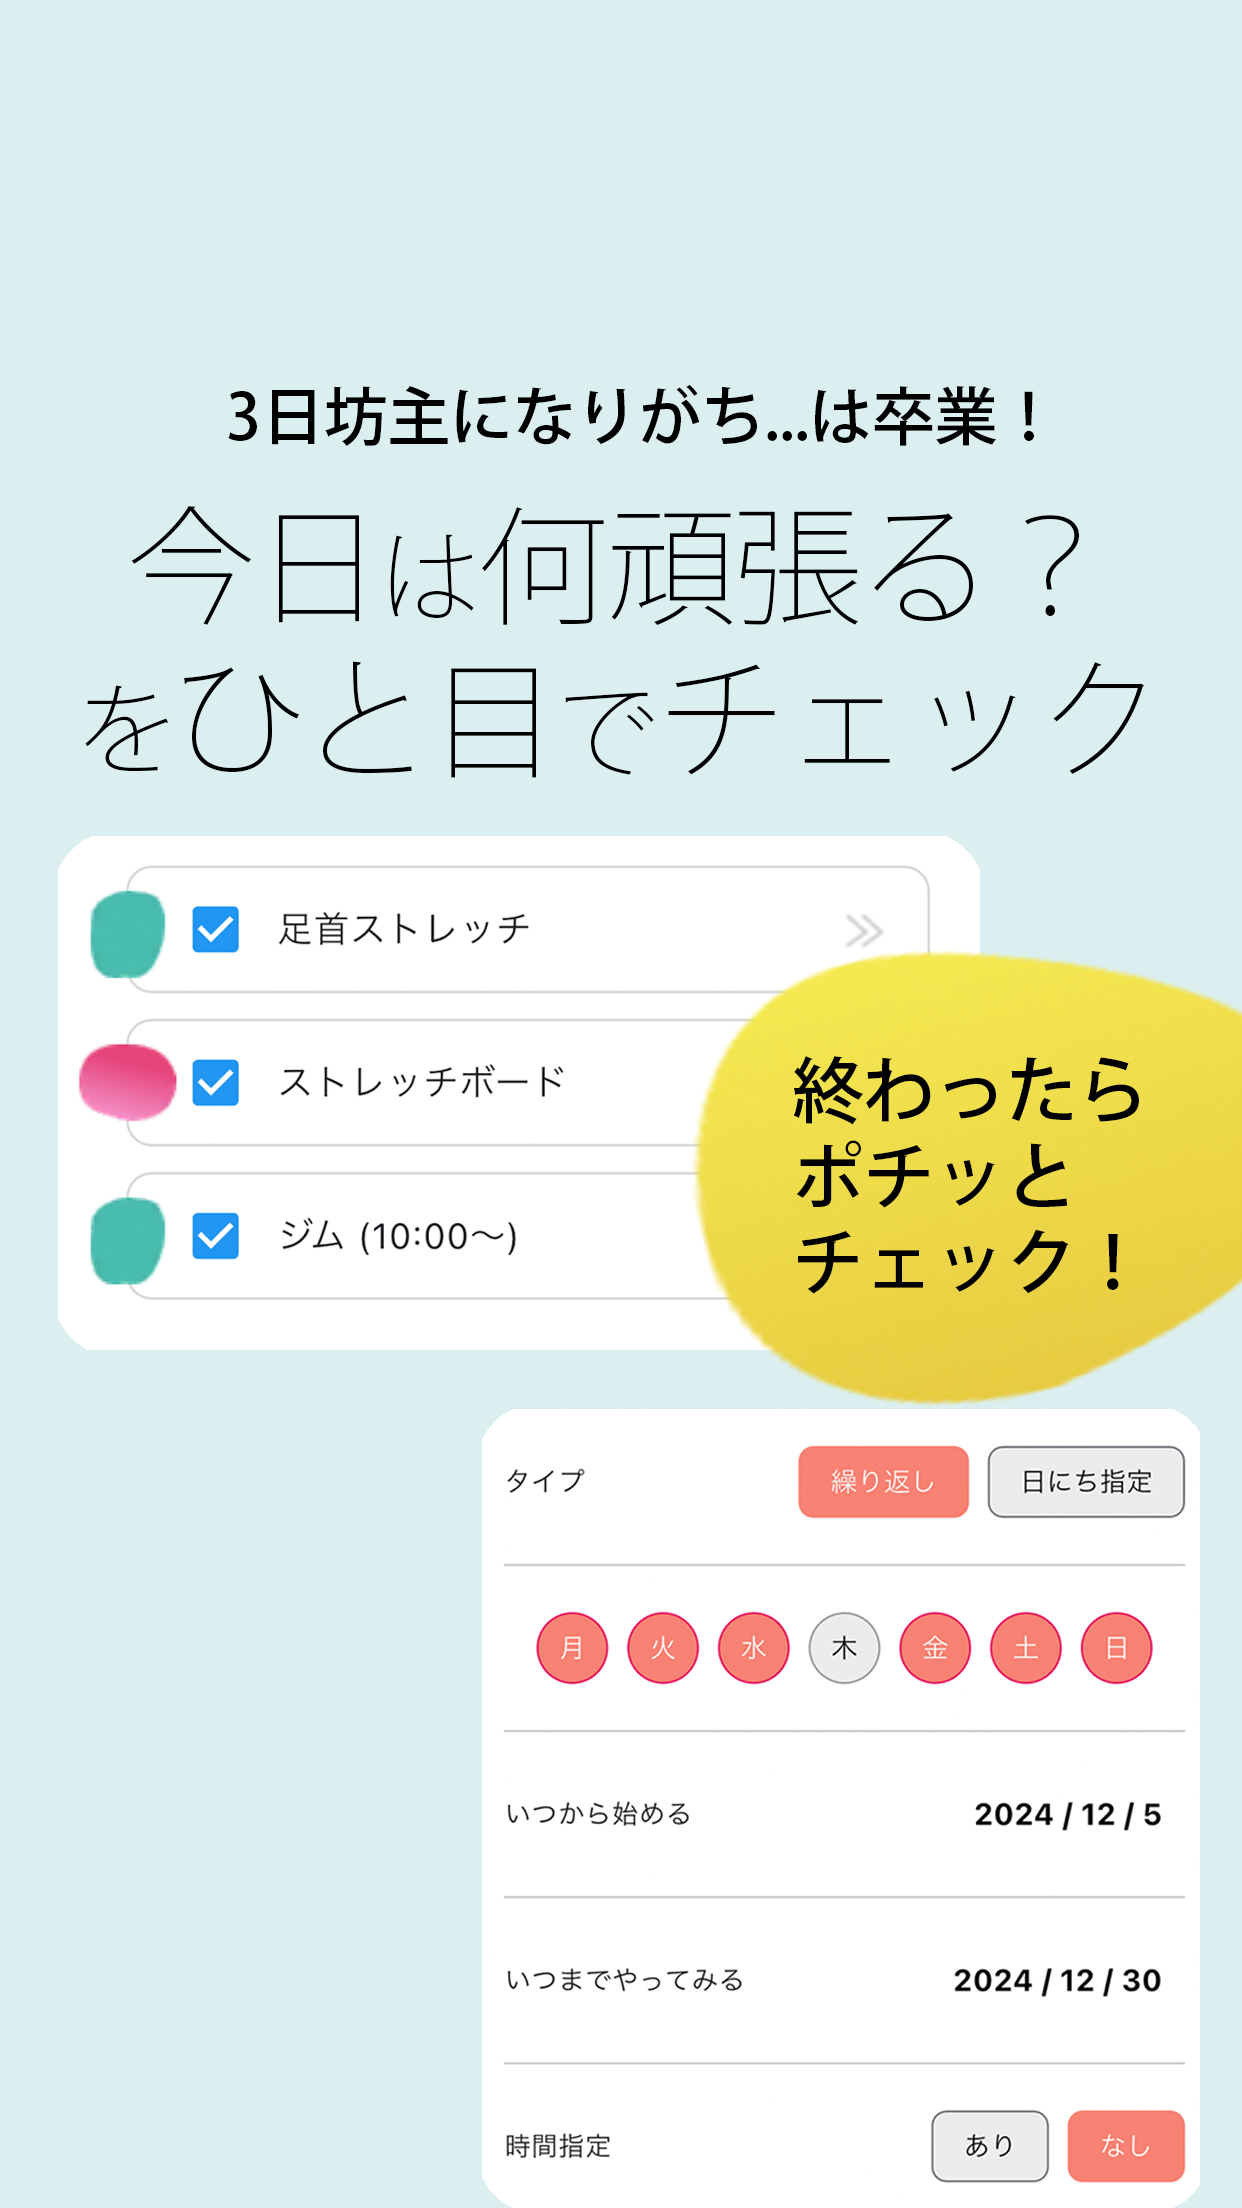 3日坊主になりがち...は卒業！
今日は何頑張る？
をひと目でチェック
足首ストレッチ
ストレッチボード
ジム (10:00〜)
終わったら
ポチッと
チェック！
タイプ 繰り返し 日にち指定
月 火 水 木 金 土 日
いつから始める 2024 / 12 / 5
いつまでやってみる 2024 / 12 / 30
時間指定 あり なし